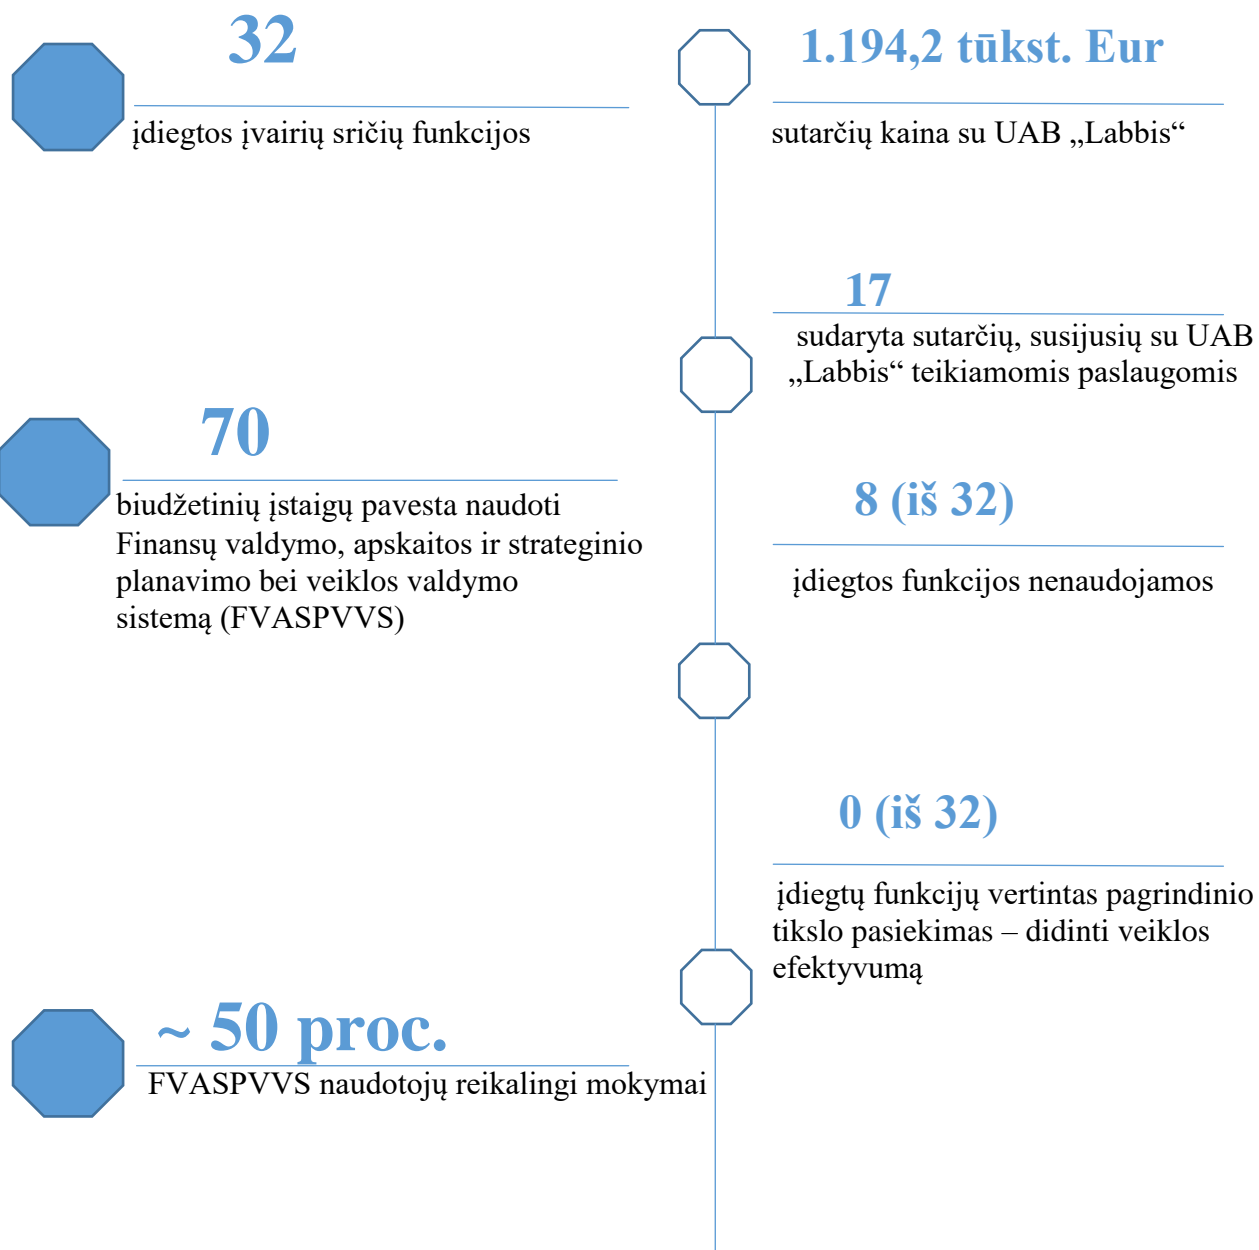 32
įdiegtos įvairių sričių funkcijos
70
biudžetinių įstaigų pavesta naudoti
Finansų valdymo, apskaitos ir strateginio
planavimo bei veiklos valdymo
sistemą (FVASPVVS)
~ 50 proc.
FVASPVVS naudotojų reikalingi mokymai
1.194,2 tūkst. Eur
sutarčių kaina su UAB „Labbis“
17
sudaryta sutarčių, susijusių su UAB
„Labbis“ teikiamomis paslaugomis
8 (iš 32)
įdiegtos funkcijos nenaudojamos
0 (iš 32)
įdiegtų funkcijų vertintas pagrindinio
tikslo pasiekimas – didinti veiklos
efektyvumą